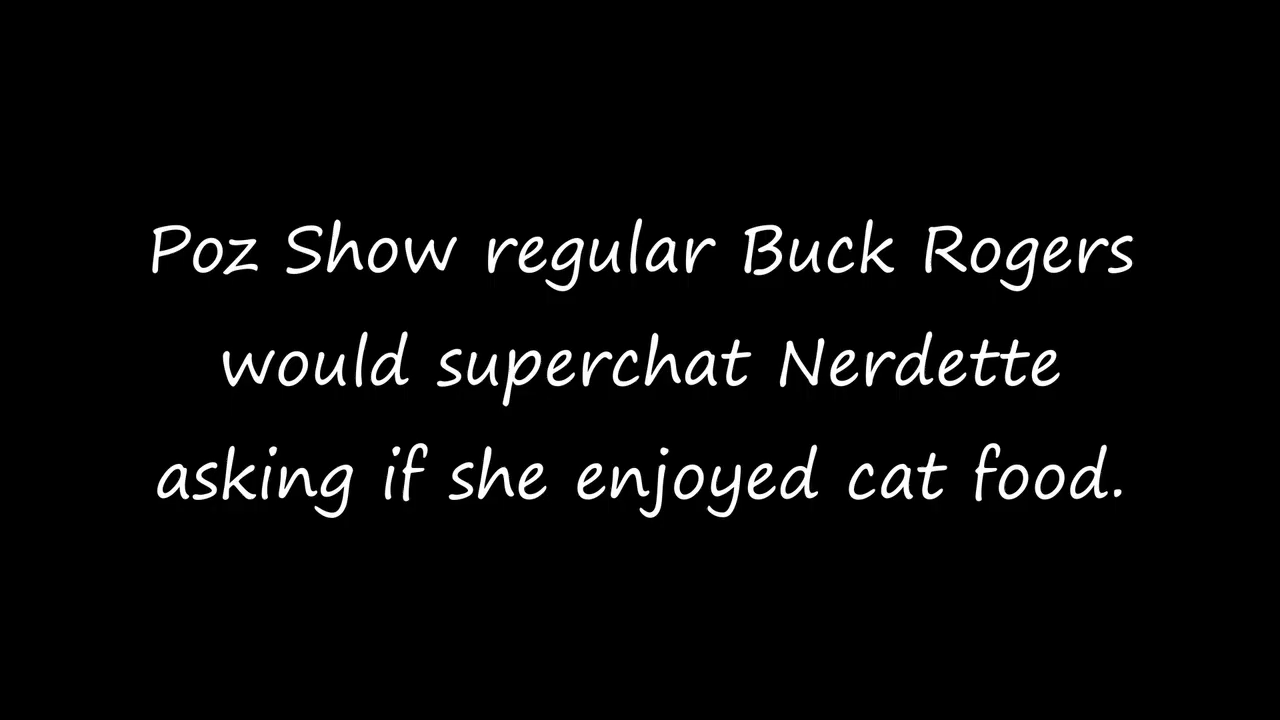 Poz Show regular Buck Rogers
would superchat Nerdette
asking if she enjoyed cat food.